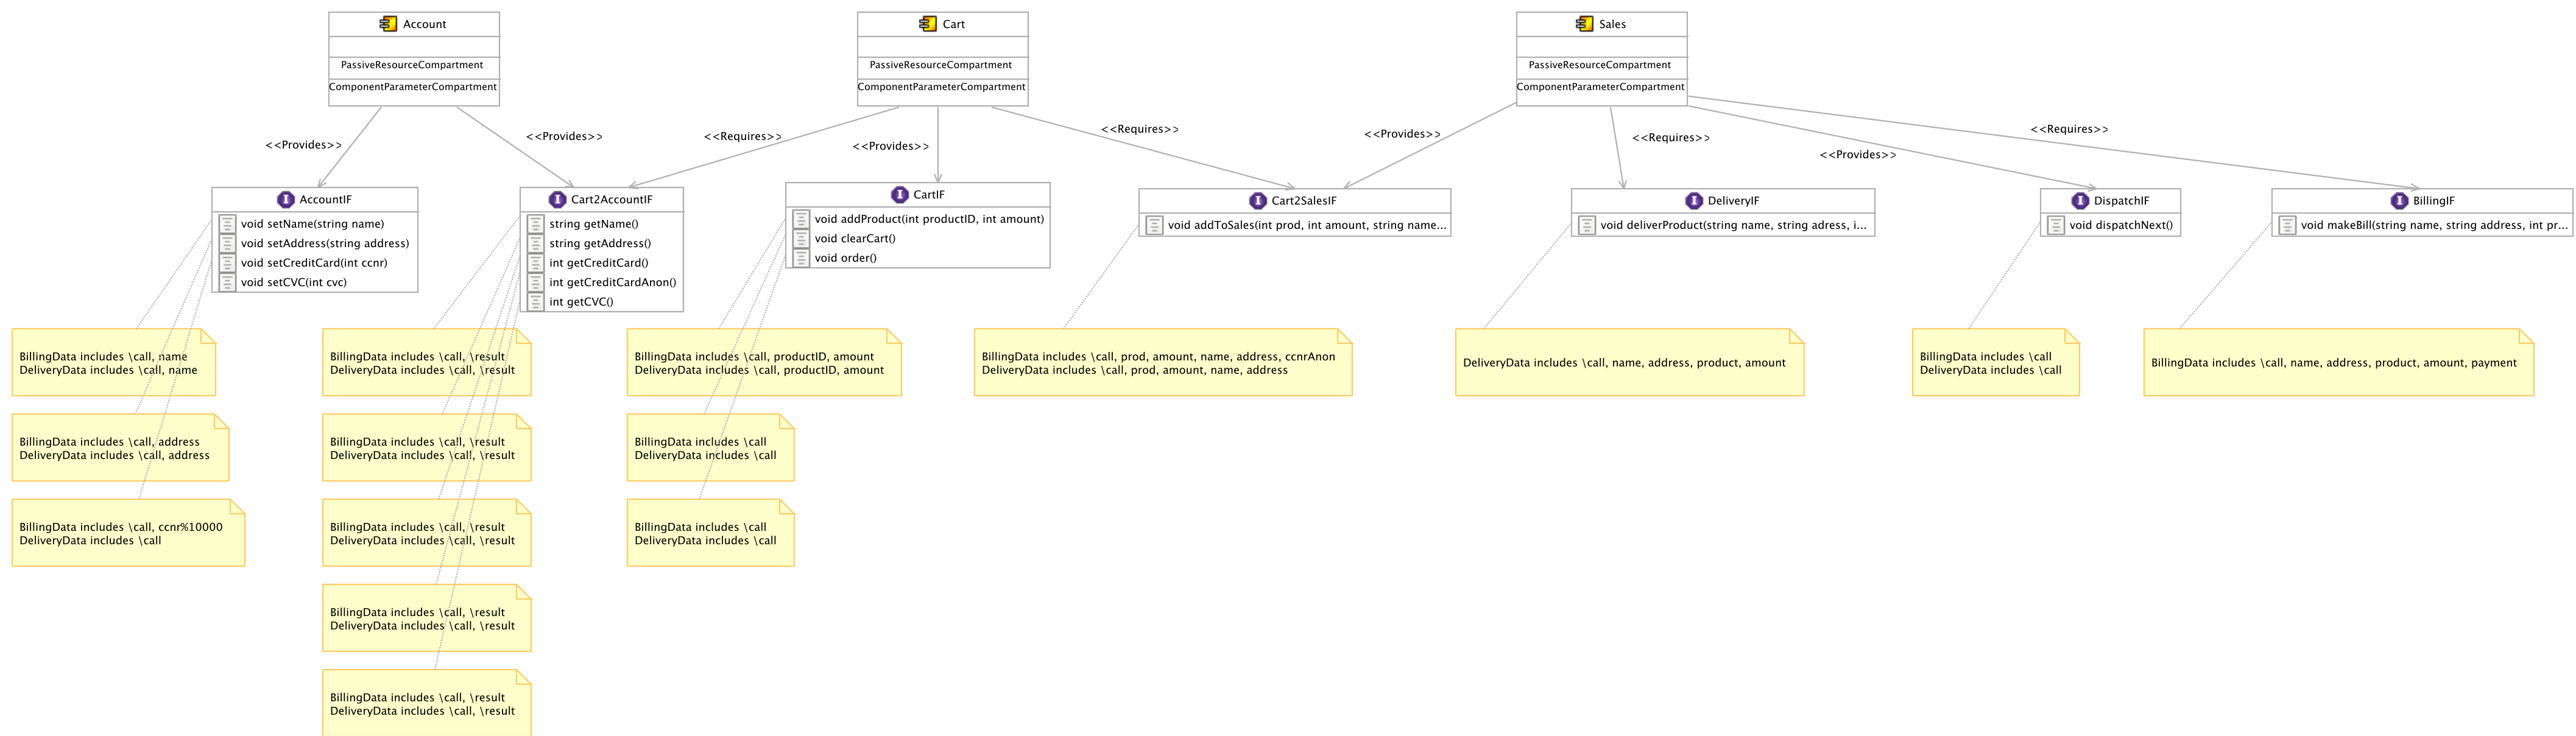 Account
PassiveResourceCompartment
ComponentParameterCompartment
Cart
PassiveResourceCompartment
ComponentParameterCompartment
Sales
PassiveResourceCompartment
ComponentParameterCompartment
<<Provides>>
<<Provides>>
<<Requires>>
<<Provides>>
<<Requires>>
<<Provides>>
<<Requires>>
<<Provides>>
<<Requires>>
AccountIF
void setName(string name)
void setAddress(string address)
void setCreditCard(int ccnr)
void setCVC(int cvc)
Cart2AccountIF
string getName()
string getAddress()
int getCreditCard()
int getCreditCardAnon()
int getCVC()
CartIF
void addProduct(int productID, int amount)
void clearCart()
void order()
Cart2SalesIF
void addToSales(int prod, int amount, string name...
DeliveryIF
void deliverProduct(string name, string adress, i...
DispatchIF
void dispatchNext()
BillingIF
void makeBill(string name, string address, int pr...
BillingData includes \call, name
DeliveryData includes \call, name
BillingData includes \call, address
DeliveryData includes \call, address
BillingData includes \call, ccnr%10000
DeliveryData includes \call
BillingData includes \call, \result
DeliveryData includes \call, \result
BillingData includes \call, \result
DeliveryData includes \call, \result
BillingData includes \call, \result
DeliveryData includes \call, \result
BillingData includes \call, \result
DeliveryData includes \call, \result
BillingData includes \call, \result
DeliveryData includes \call, \result
BillingData includes \call, productID, amount
DeliveryData includes \call, productID, amount
BillingData includes \call
DeliveryData includes \call
BillingData includes \call
DeliveryData includes \call
BillingData includes \call, prod, amount, name, address, ccnrAnon
DeliveryData includes \call, prod, amount, name, address
DeliveryData includes \call, name, address, product, amount
BillingData includes \call
DeliveryData includes \call
BillingData includes \call, name, address, product, amount, payment